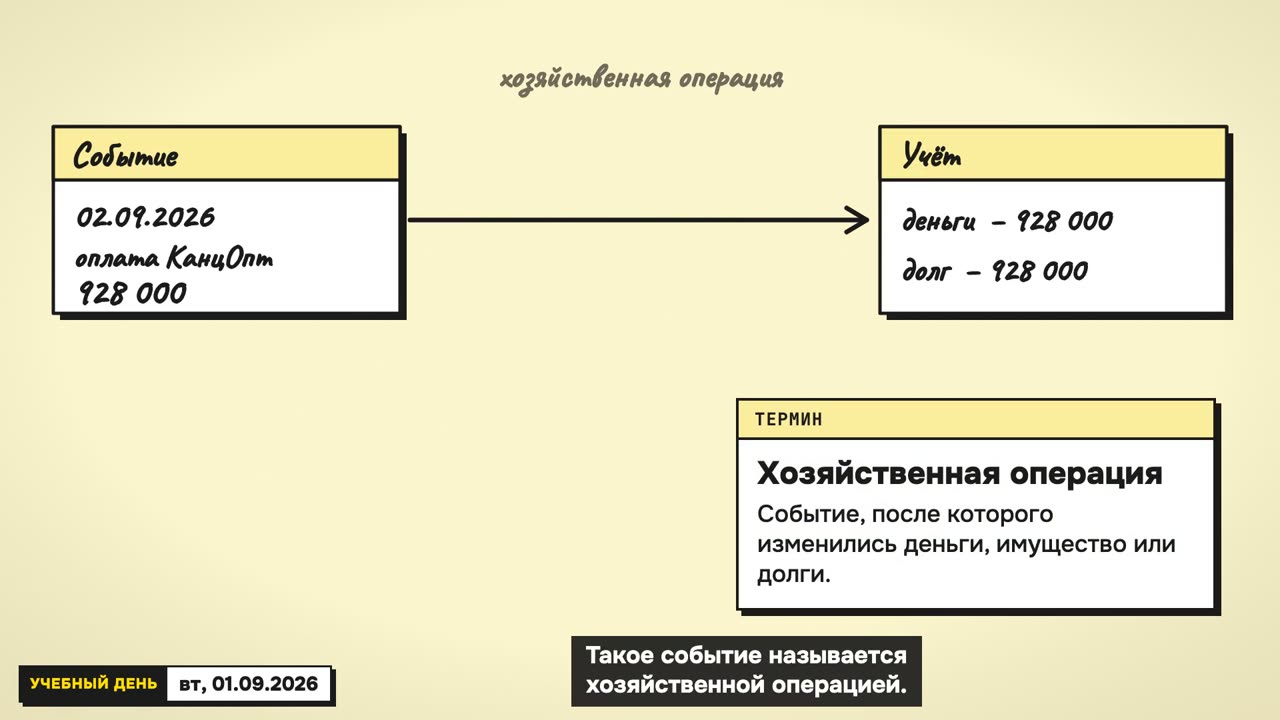 хозяйственная операция
Событие
02.09.2026
оплата КанцОпт
928 000
Учёт
деньги – 928 000
долг – 928 000
ТЕРМИН
Хозяйственная операция
Событие, после которого
изменились деньги, имущество или
долги.
Такое событие называется
хозяйственной операцией.
УЧЕБНЫЙ ДЕНЬ вт, 01.09.2026